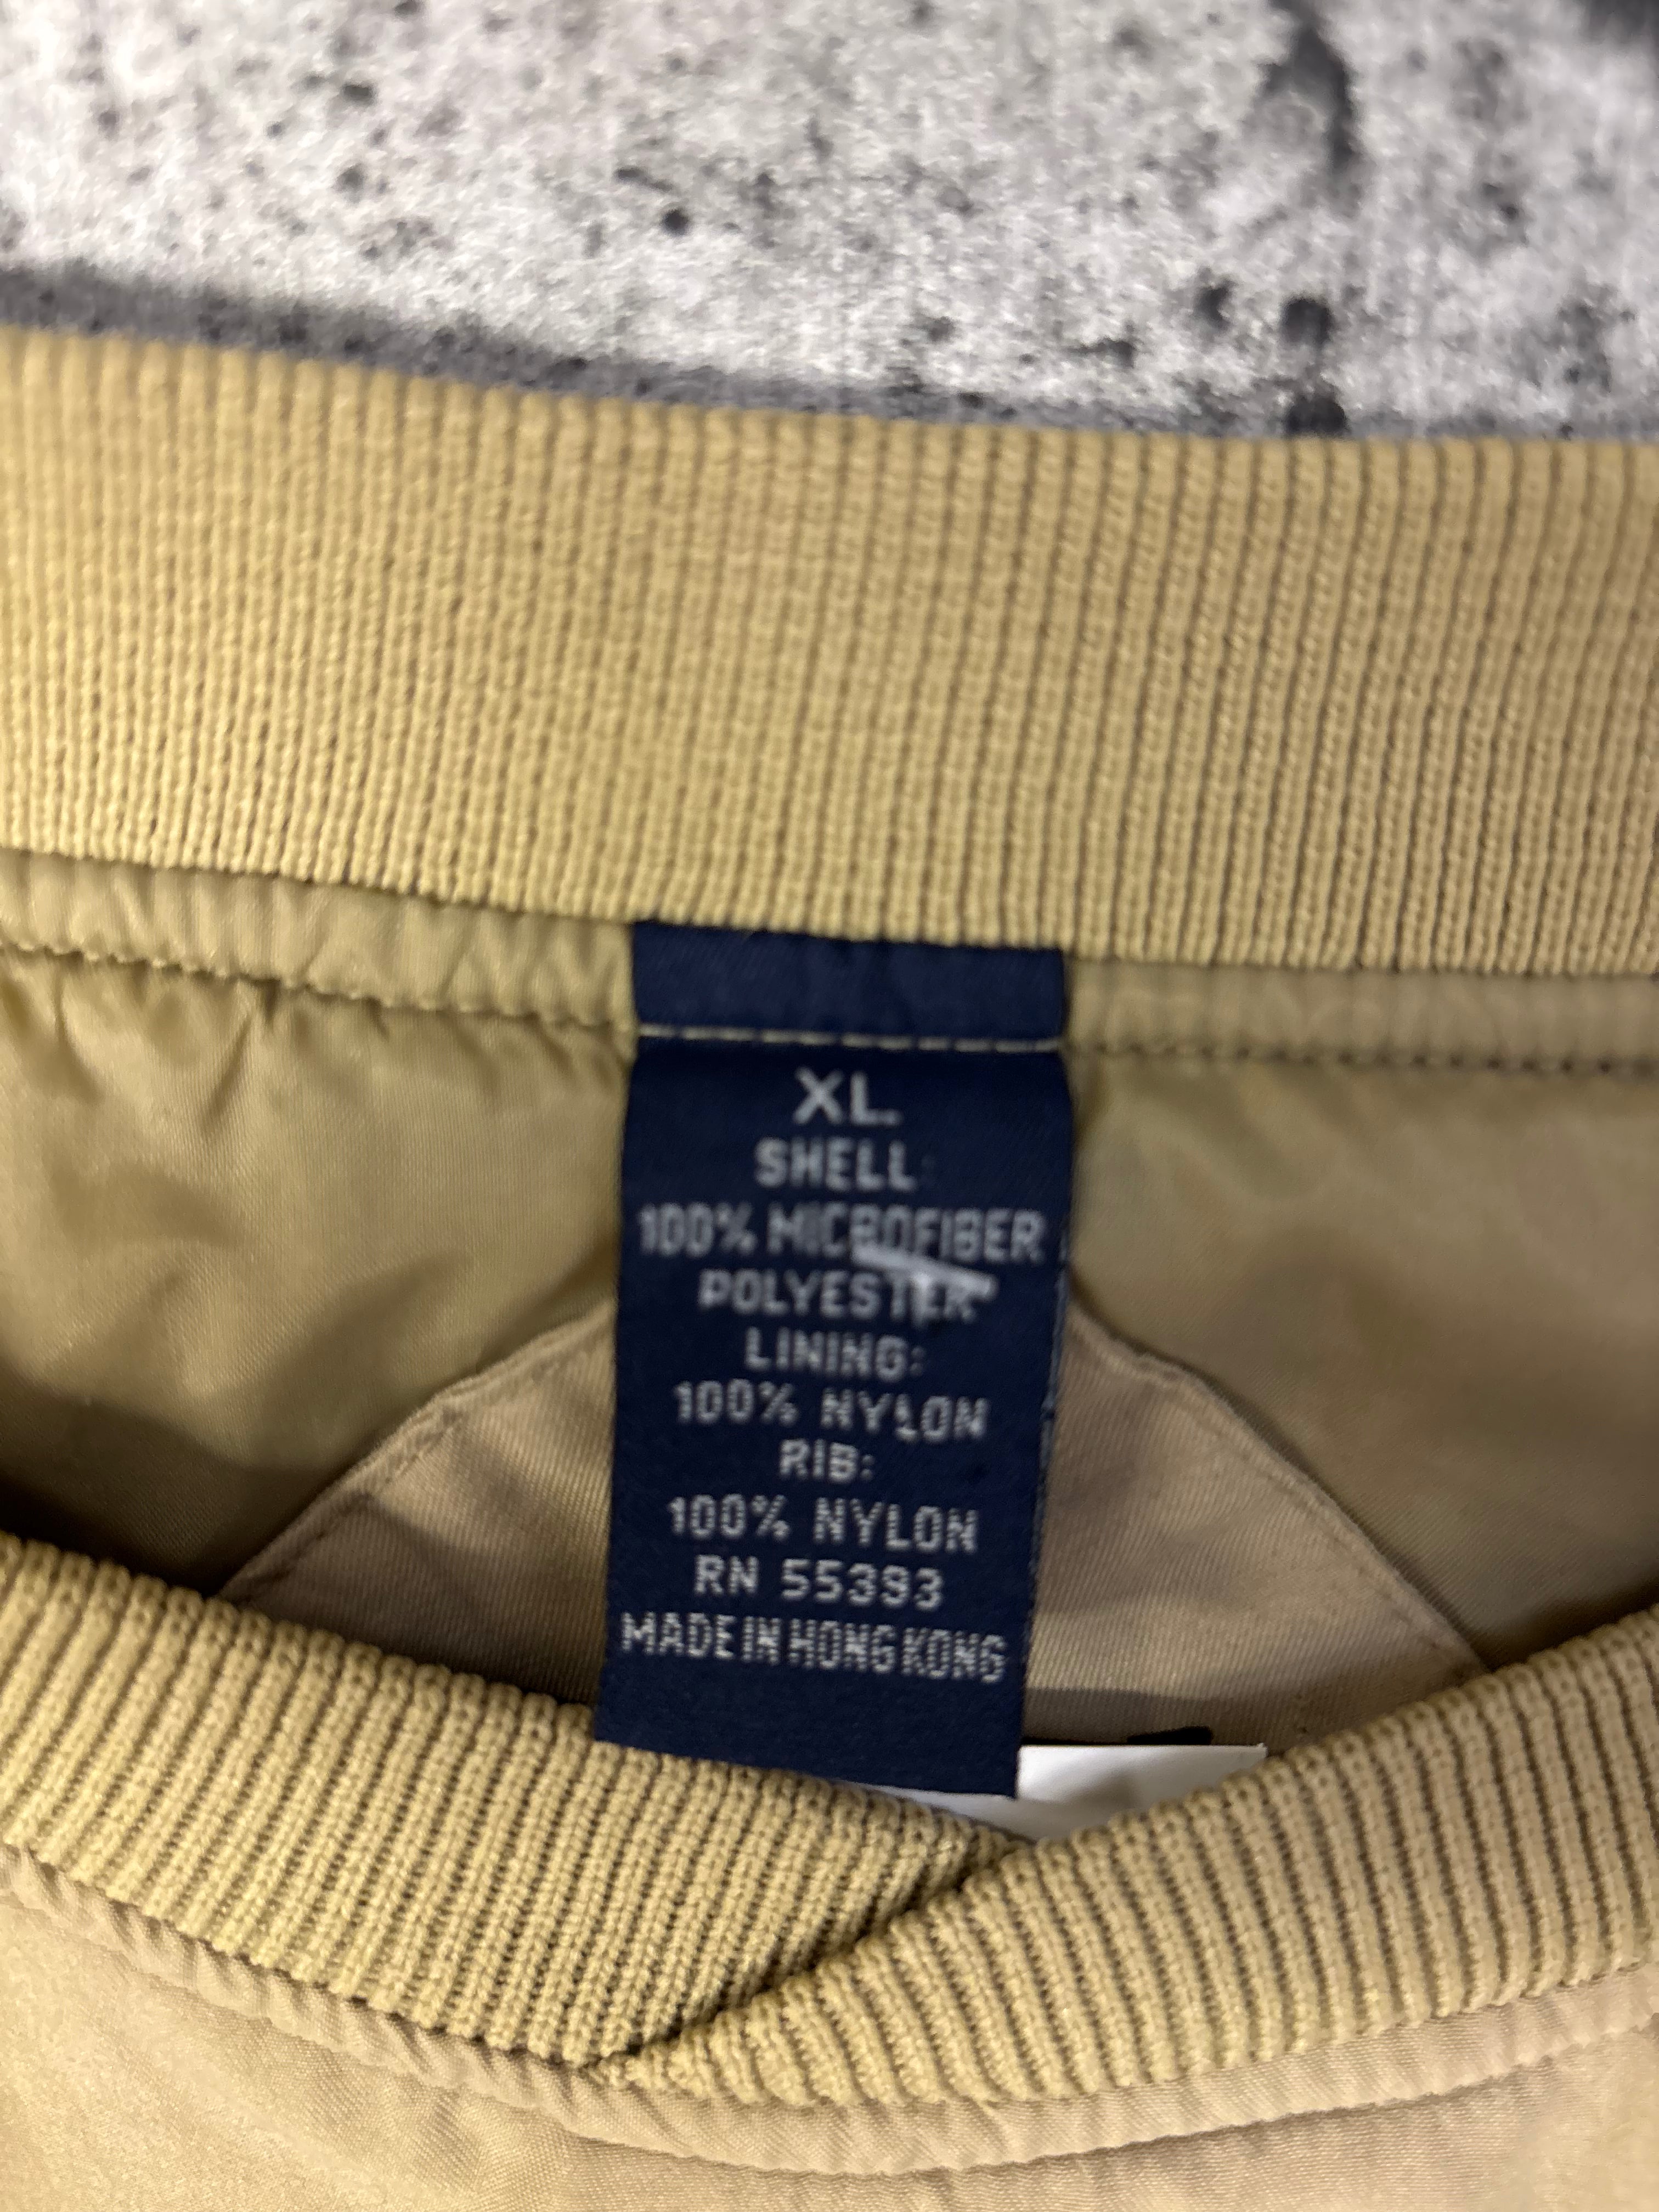 XL
SHELL:
100% MICROFIBER
POLYESTER
LINING:
100% NYLON
RIB:
100% NYLON
RN 55393
MADE IN HONG KONG